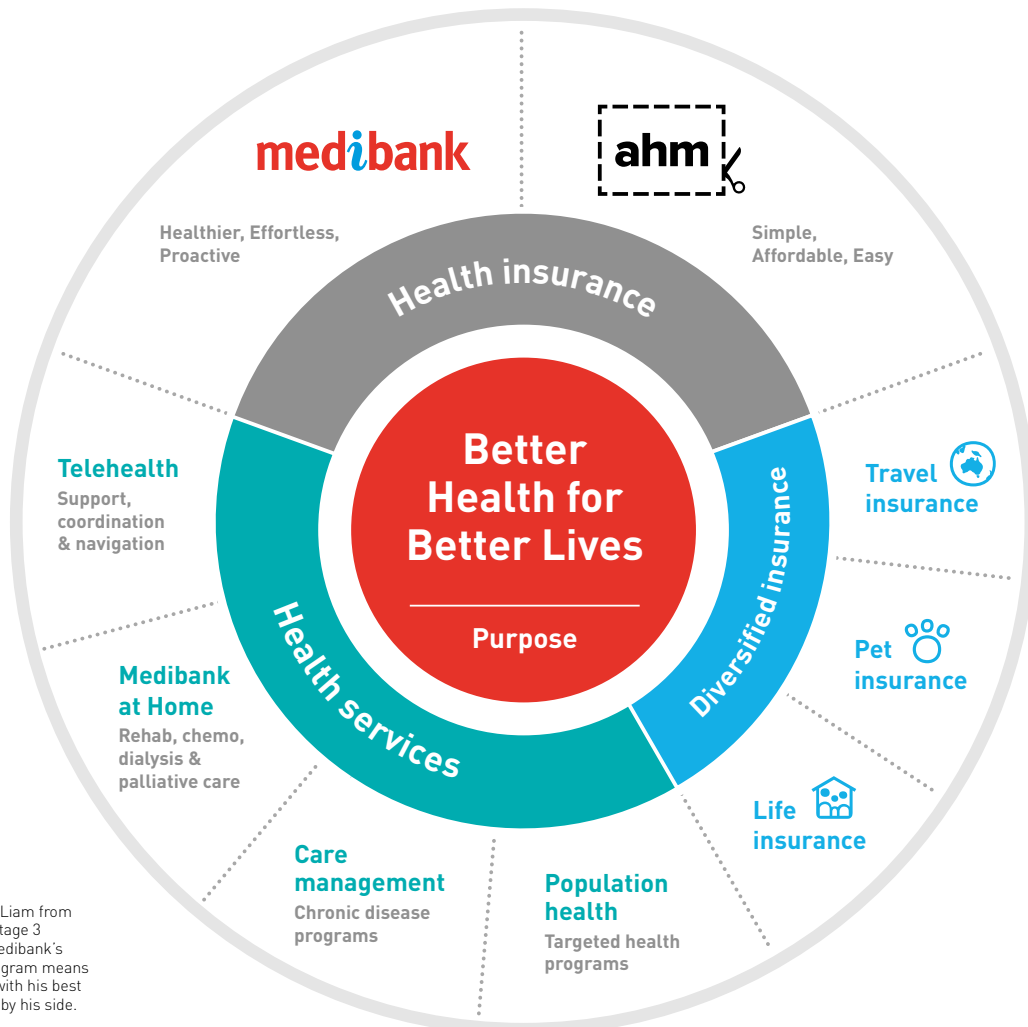 medibank
Healthier, Effortless,
Proactive
ahm
Simple,
Affordable, Easy
Health insurance
Better
Health for
Better Lives
Purpose
Diversified insurance
Travel
insurance
Pet
insurance
Life
insurance
Health services
Telehealth
Support,
coordination
& navigation
Medibank
at Home
Rehab, chemo,
dialysis &
palliative care
Care
management
Chronic disease
programs
Population
health
Targeted health
programs
Liam from
tage 3
edibank's
gram means
with his best
by his side.